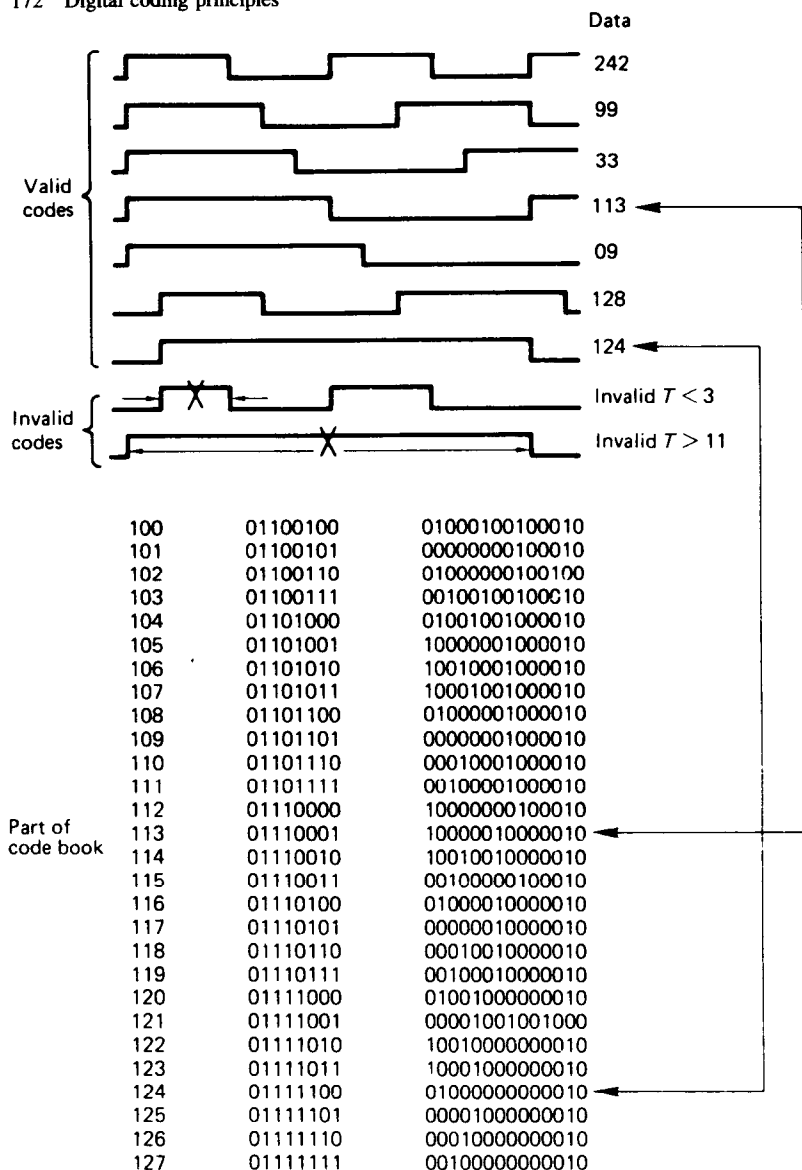 172 Digital coding principles
Data
242
99
33
Valid
codes
113
09
128
124
Invalid T < 3
Invalid
codes
Invalid T > 11
100 01100100 01000100100010
101 01100101 00000000100010
102 01100110 01000000100100
103 01100111 00100100100010
104 01101000 01001001000010
105 01101001 10000001000010
106 01101010 10010001000010
107 01101011 10001001000010
108 01101100 01000001000010
109 01101101 00000001000010
110 01101110 00010001000010
111 01101111 00100001000010
112 01110000 10000000100010
Part of
code book
113 01110001 10000010000010
114 01110010 10010010000010
115 01110011 00100000100010
116 01110100 01000010000010
117 01110101 00000010000010
118 01110110 00010010000010
119 01110111 00100010000010
120 01111000 01001000000010
121 01111001 00001001001000
122 01111010 10010000000010
123 01111011 10001000000010
124 01111100 01000000000010
125 01111101 00001000000010
126 01111110 00010000000010
127 01111111 00100000000010